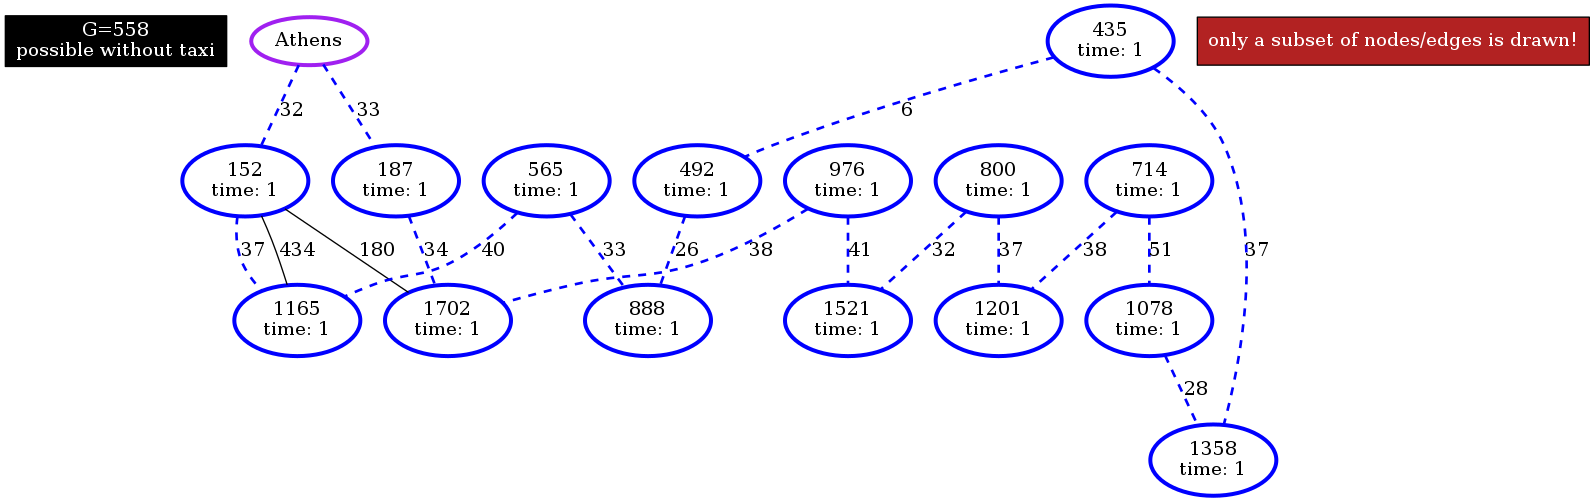 G=558
possible without taxi
Athens
435
time: 1
only a subset of nodes/edges is drawn!
32
33
6
152
time: 1
187
time: 1
565
time: 1
492
time: 1
976
time: 1
800
time: 1
714
time: 1
37
434
180
34
40
33
26
38
41
32
37
38
51
37
1165
time: 1
1702
time: 1
888
time: 1
1521
time: 1
1201
time: 1
1078
time: 1
28
1358
time: 1